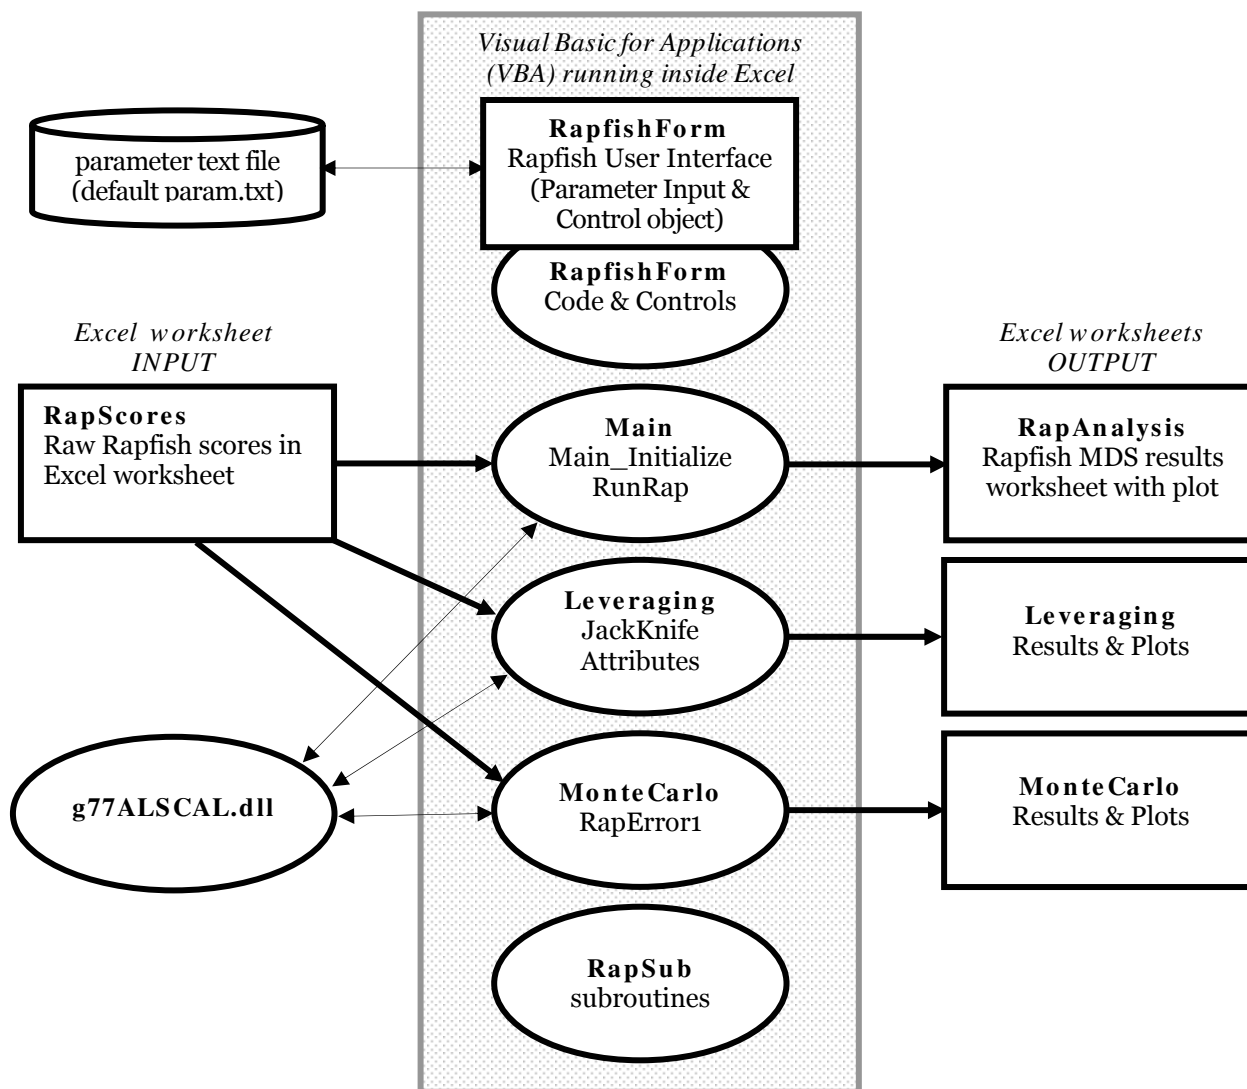 Visual Basic for Applications
(VBA) running inside Excel
parameter text file
(default param.txt)
RapfishForm
Rapfish User Interface
(Parameter Input &
Control object)
RapfishForm
Code & Controls
Excel worksheet
INPUT
Excel worksheets
OUTPUT
RapScores
Raw Rapfish scores in
Excel worksheet
Main
Main_Initialize
RunRap
RapAnalysis
Rapfish MDS results
worksheet with plot
Leveraging
JackKnife
Attributes
Leveraging
Results & Plots
g77ALSCAL.dll
MonteCarlo
RapError1
MonteCarlo
Results & Plots
RapSub
subroutines